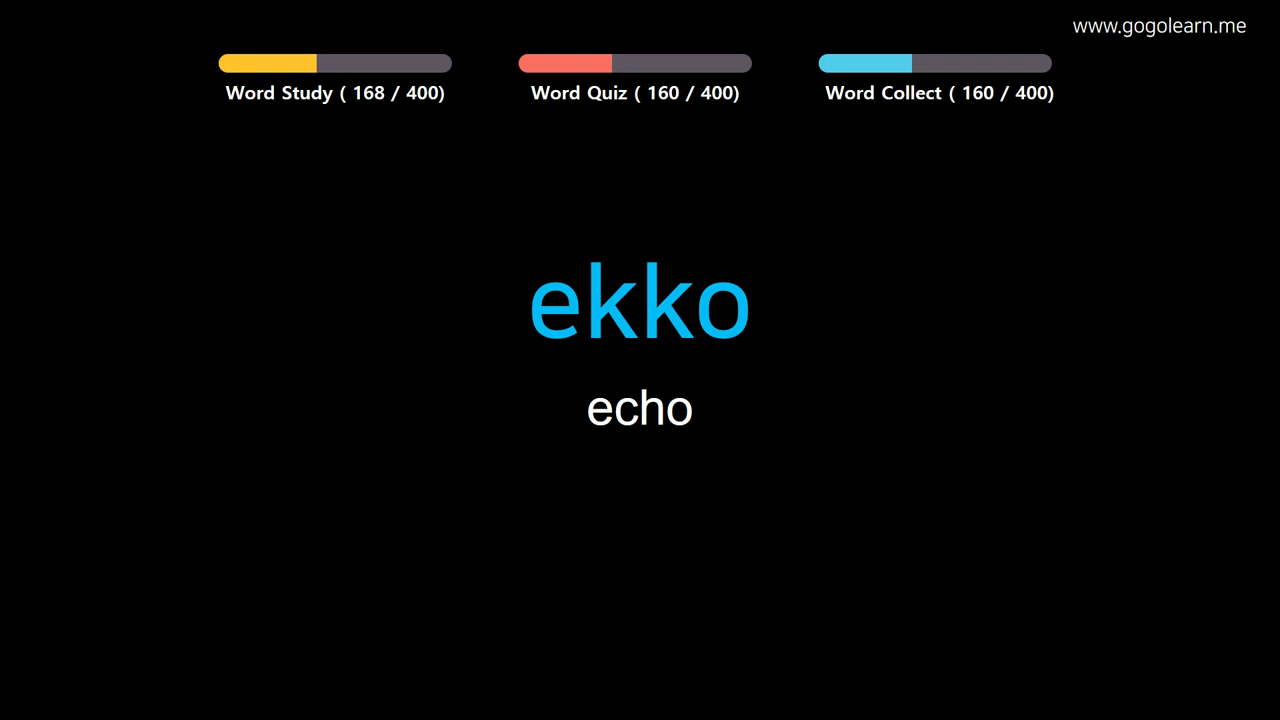 www.gogolearn.me
Word Study ( 168 / 400)
Word Quiz ( 160 / 400)
Word Collect ( 160 / 400)
ekko
echo